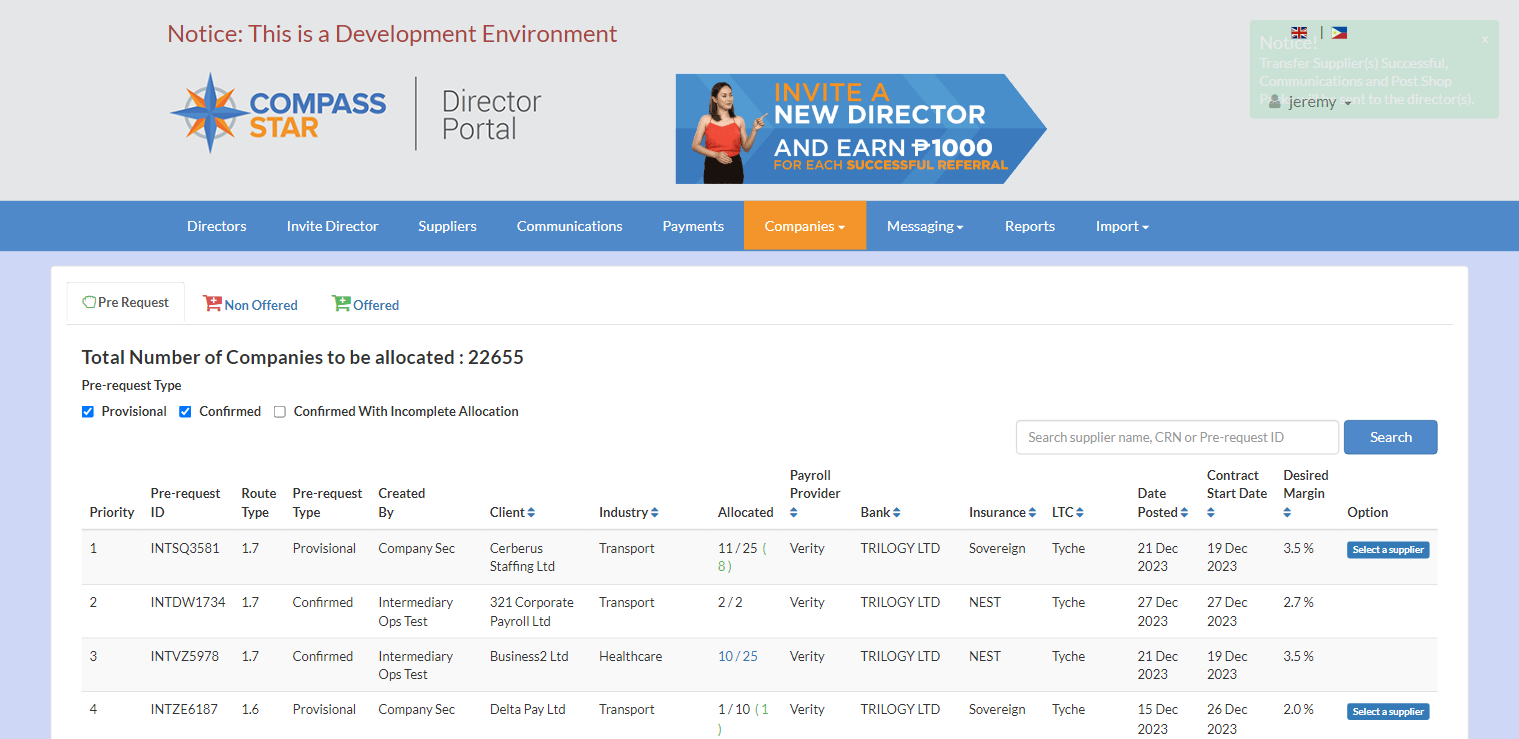 Notice: This is a Development Environment
Notice!
x
Transfer Supplier(s) Successful,
Communications and Post Shop
sent to the director(s).
jeremy
COMPASS
STAR
Director
Portal
INVITE A
NEW DIRECTOR
AND EARN ₱1000
FOR EACH SUCCESSFUL REFERRAL
Directors Invite Director Suppliers Communications Payments Companies Messaging Reports Import
Pre Request Non Offered Offered
Total Number of Companies to be allocated : 22655
Pre-request Type
Provisional Confirmed Confirmed With Incomplete Allocation
Search supplier name, CRN or Pre-request ID Search
Priority Pre-request ID Route Type Pre-request Type Created By Client Industry Allocated Payroll Provider Bank Insurance LTC Date Posted Contract Start Date Desired Margin Option
1 INTSQ3581 1.7 Provisional Company Sec Cerberus Staffing Ltd Transport 11 / 25 ( 8 ) Verity TRILOGY LTD Sovereign Tyche 21 Dec 2023 19 Dec 2023 3.5 % Select a supplier
2 INTDW1734 1.7 Confirmed Intermediary Ops Test 321 Corporate Payroll Ltd Transport 2 / 2 Verity TRILOGY LTD NEST Tyche 27 Dec 2023 27 Dec 2023 2.7 %
3 INTVZ5978 1.7 Confirmed Intermediary Ops Test Business2 Ltd Healthcare 10 / 25 Verity TRILOGY LTD NEST Tyche 21 Dec 2023 19 Dec 2023 3.5 %
4 INTZE6187 1.6 Provisional Company Sec Delta Pay Ltd Transport 1 / 10 ( 1 ) Verity TRILOGY LTD Sovereign Tyche 15 Dec 2023 26 Dec 2023 2.0 % Select a supplier